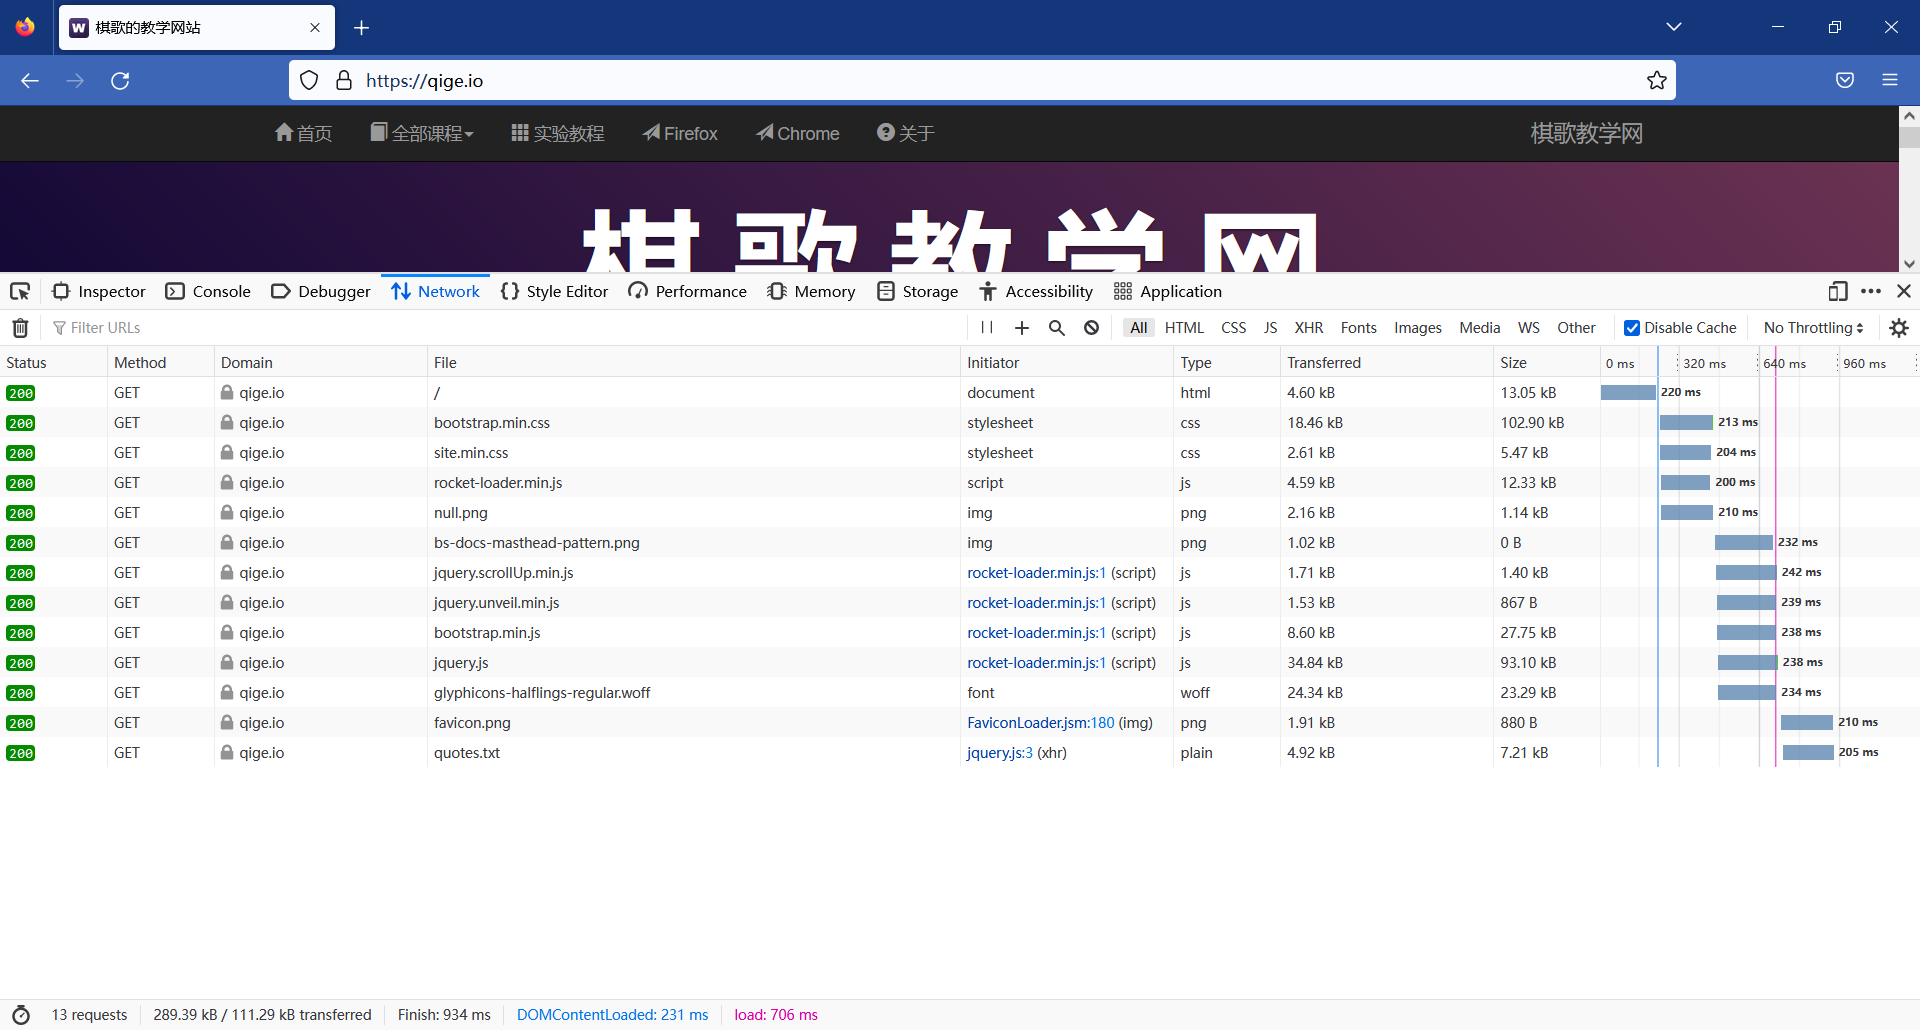 棋歌的教学网站
https://qige.io
首页 全部课程 实验教程 Firefox Chrome 关于 棋歌教学网
棋歌教学网
Inspector Console Debugger Network Style Editor Performance Memory Storage Accessibility Application
Filter URLs All HTML CSS JS XHR Fonts Images Media WS Other Disable Cache No Throttling
Status Method Domain File Initiator Type Transferred Size 0 ms 320 ms 640 ms 960 ms
200 GET qige.io / document html 4.60 kB 13.05 kB 220 ms
200 GET qige.io bootstrap.min.css stylesheet css 18.46 kB 102.90 kB 213 ms
200 GET qige.io site.min.css stylesheet css 2.61 kB 5.47 kB 204 ms
200 GET qige.io rocket-loader.min.js script js 4.59 kB 12.33 kB 200 ms
200 GET qige.io null.png img png 2.16 kB 1.14 kB 210 ms
200 GET qige.io bs-docs-masthead-pattern.png img png 1.02 kB 0 B 232 ms
200 GET qige.io jquery.scrollUp.min.js rocket-loader.min.js:1 (script) js 1.71 kB 1.40 kB 242 ms
200 GET qige.io jquery.unveil.min.js rocket-loader.min.js:1 (script) js 1.53 kB 867 B 239 ms
200 GET qige.io bootstrap.min.js rocket-loader.min.js:1 (script) js 8.60 kB 27.75 kB 238 ms
200 GET qige.io jquery.js rocket-loader.min.js:1 (script) js 34.84 kB 93.10 kB 238 ms
200 GET qige.io glyphicons-halflings-regular.woff font woff 24.34 kB 23.29 kB 234 ms
200 GET qige.io favicon.png FaviconLoader.jsm:180 (img) png 1.91 kB 880 B 210 ms
200 GET qige.io quotes.txt jquery.js:3 (xhr) plain 4.92 kB 7.21 kB 205 ms
13 requests 289.39 kB / 111.29 kB transferred Finish: 934 ms DOMContentLoaded: 231 ms load: 706 ms